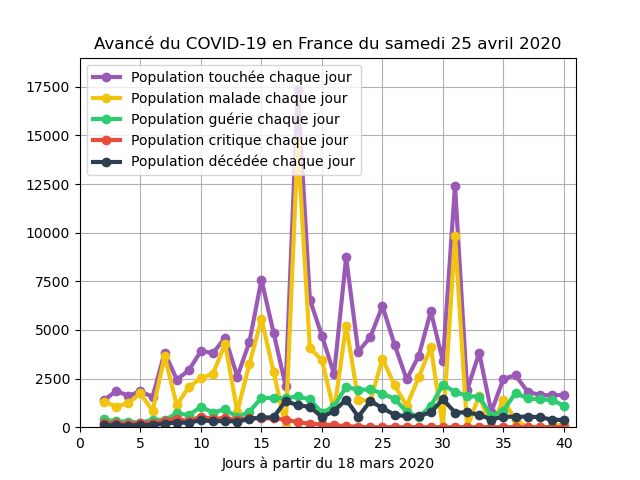 Avancé du COVID-19 en France du samedi 25 avril 2020
Population touchée chaque jour
Population malade chaque jour
Population guérie chaque jour
Population critique chaque jour
Population décédée chaque jour
17500
15000
12500
10000
7500
5000
2500
0
0 5 10 15 20 25 30 35 40
Jours à partir du 18 mars 2020